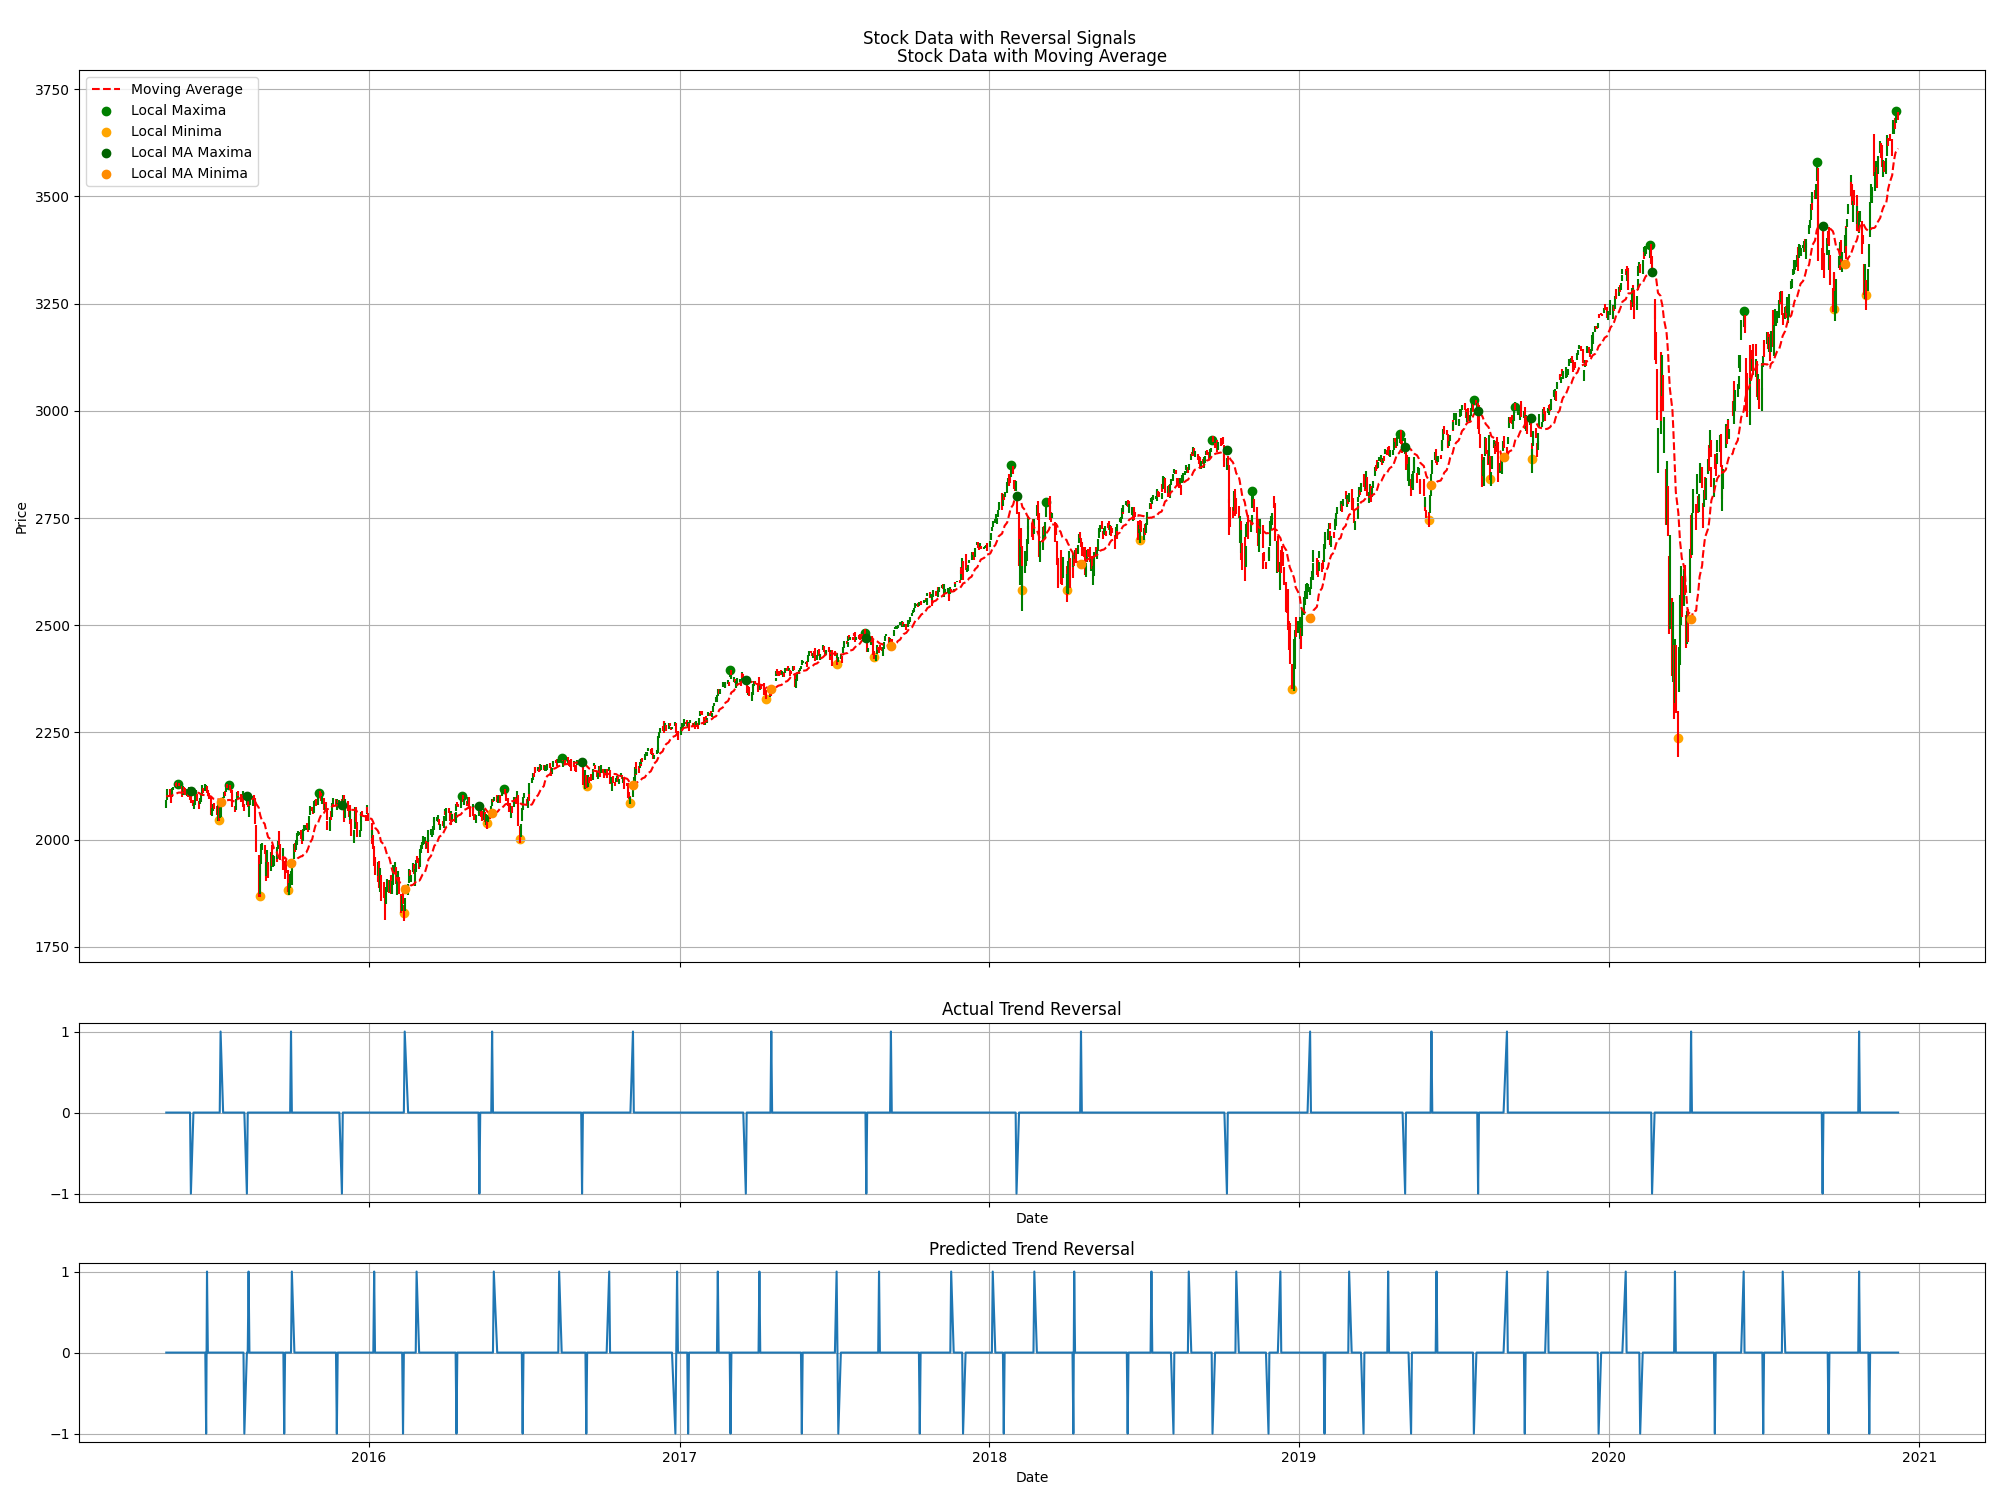 Stock Data with Reversal Signals
Stock Data with Moving Average
Moving Average
Local Maxima
Local Minima
Local MA Maxima
Local MA Minima
Price
3750
3500
3250
3000
2750
2500
2250
2000
1750
Actual Trend Reversal
1
0
−1
Date
Predicted Trend Reversal
1
0
−1
2016 2017 2018 2019 2020 2021
Date